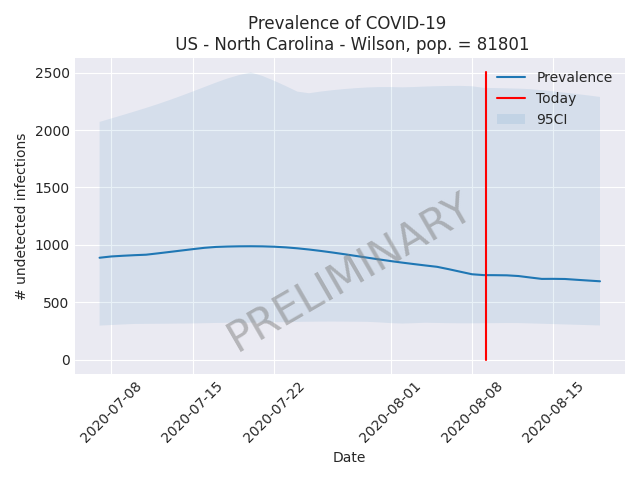 Prevalence of COVID-19
US - North Carolina - Wilson, pop. = 81801
2500
2000
1500
1000
500
0
# undetected infections
Prevalence
Today
95CI
PRELIMINARY
2020-07-08
2020-07-15
2020-07-22
2020-08-01
2020-08-08
2020-08-15
Date